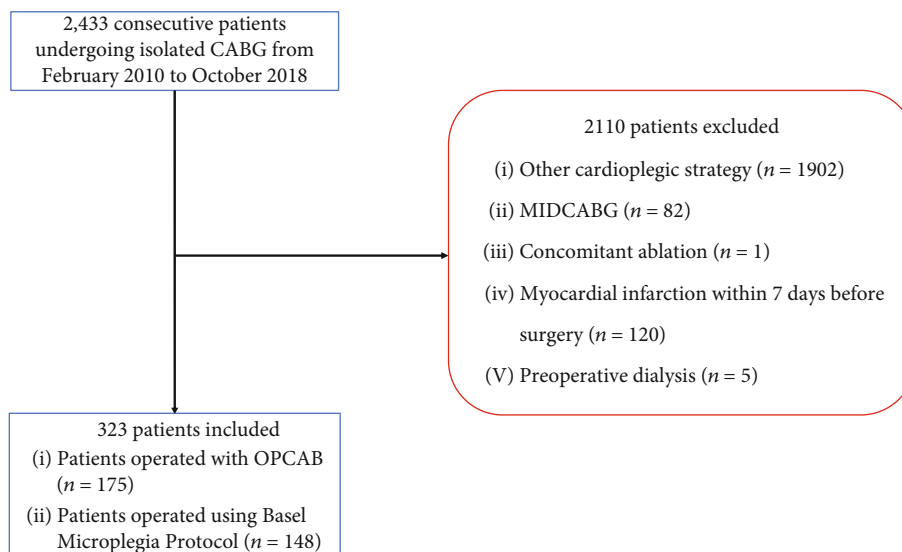 2,433 consecutive patients
undergoing isolated CABG from
February 2010 to October 2018
2110 patients excluded
(i) Other cardioplegic strategy (n = 1902)
(ii) MIDCABG (n = 82)
(iii) Concomitant ablation (n = 1)
(iv) Myocardial infarction within 7 days before
surgery (n = 120)
(V) Preoperative dialysis (n = 5)
323 patients included
(i) Patients operated with OPCAB
(n = 175)
(ii) Patients operated using Basel
Microplegia Protocol (n = 148)